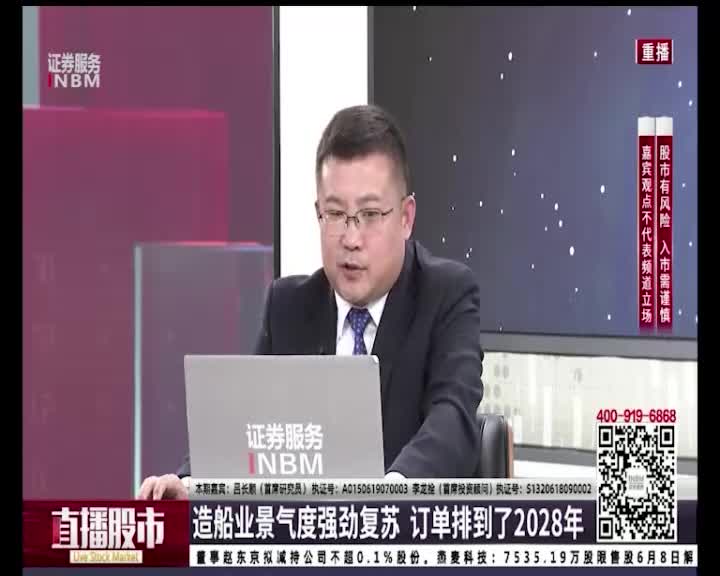 证券服务
INBM
重播
股市有风险 入市需谨慎
嘉宾观点不代表频道立场
400-919-6868
证券服务
INBM
本期嘉宾：吕长顺（首席研究员）执证号：A0150619070003 李龙拴（首席投资顾问）执证号：S1320618090002
直播股市
Live Stock Market
造船业景气度强劲复苏 订单排到了2028年
董事赵东京拟减持公司不超0.1%股份。燕麦科技：7535.19万股限售股6月8日解